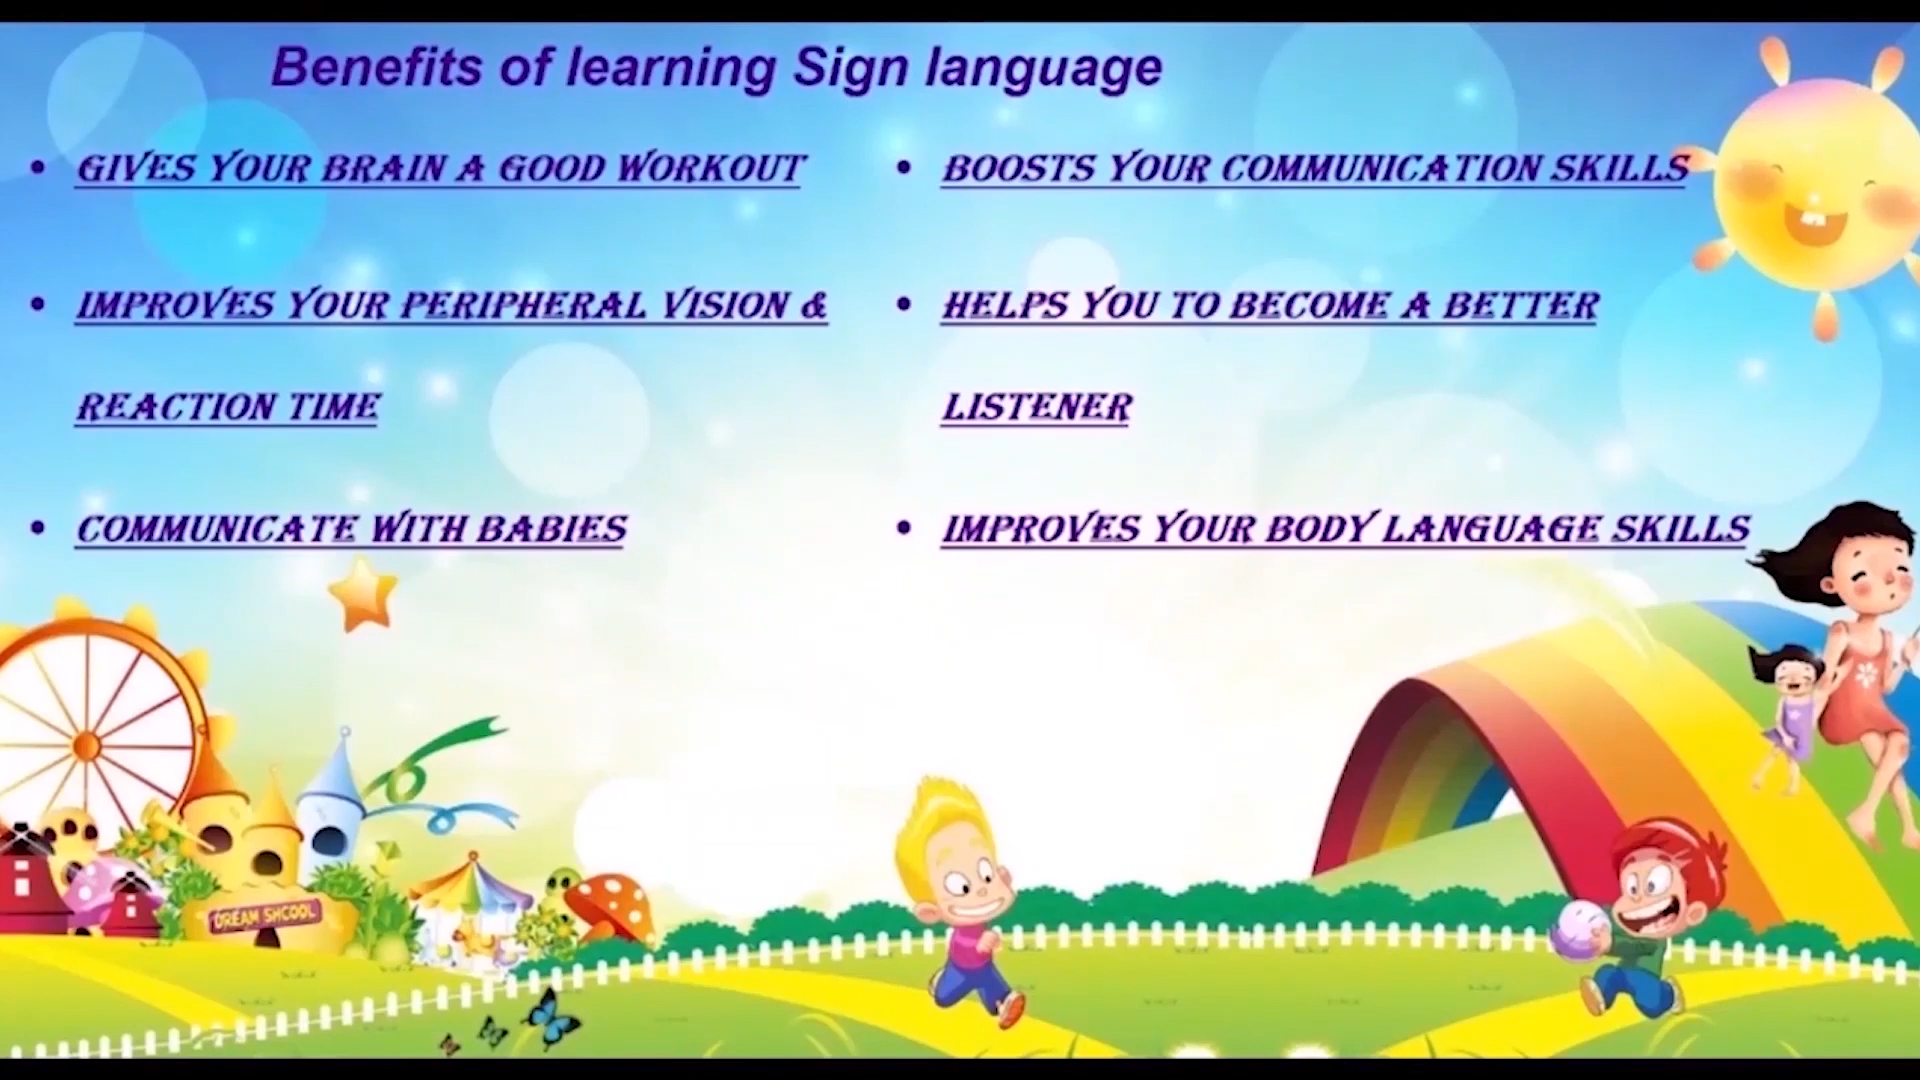 Benefits of learning Sign language
• GIVES YOUR BRAIN A GOOD WORKOUT
• IMPROVES YOUR PERIPHERAL VISION &
REACTION TIME
• COMMUNICATE WITH BABIES
• BOOSTS YOUR COMMUNICATION SKILLS
• HELPS YOU TO BECOME A BETTER
LISTENER
• IMPROVES YOUR BODY LANGUAGE SKILLS
DREAM SHCOOL